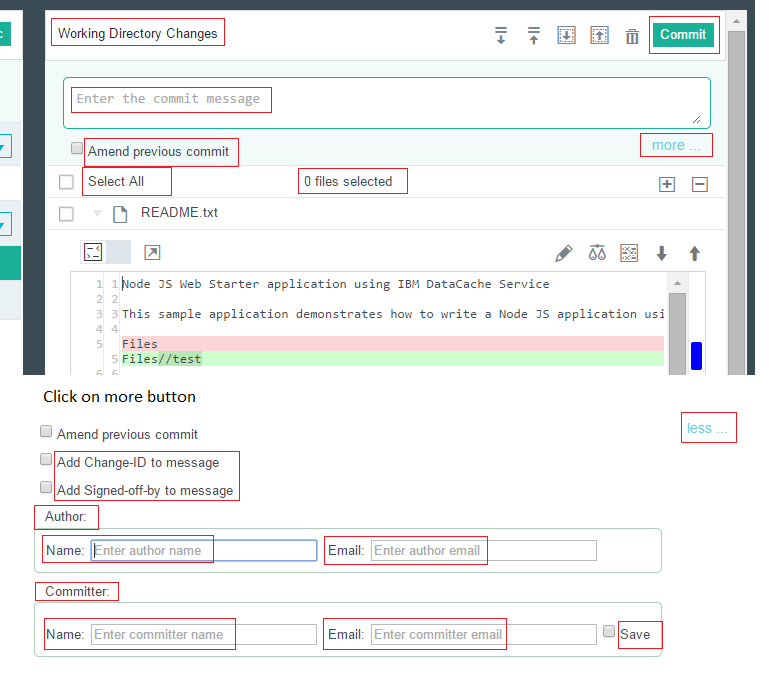 c
Working Directory Changes
Commit
Enter the commit message
Amend previous commit
more ...
Select All
0 files selected
README.txt
1 1 Node JS Web Starter application using IBM DataCache Service
2 2
3 3 This sample application demonstrates how to write a Node JS application usi
4 4
5 Files
5 Files//test
6 6
Click on more button
Amend previous commit
less ...
Add Change-ID to message
Add Signed-off-by to message
Author:
Name: Enter author name Email: Enter author email
Committer:
Name: Enter committer name Email: Enter committer email Save